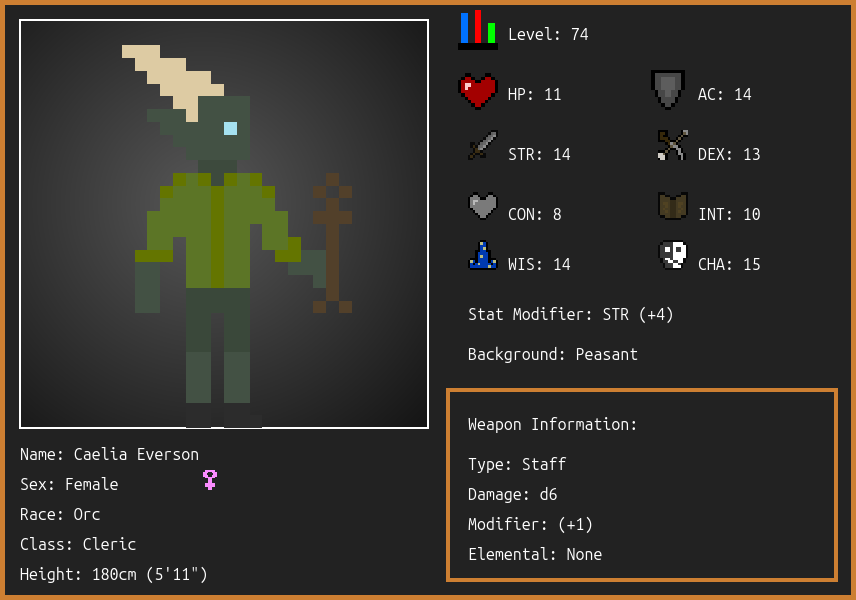 Level: 74
HP: 11
AC: 14
STR: 14
DEX: 13
CON: 8
INT: 10
WIS: 14
CHA: 15
Stat Modifier: STR (+4)
Background: Peasant
Weapon Information:
Type: Staff
Damage: d6
Modifier: (+1)
Elemental: None
Name: Caelia Everson
Sex: Female
Race: Orc
Class: Cleric
Height: 180cm (5'11")